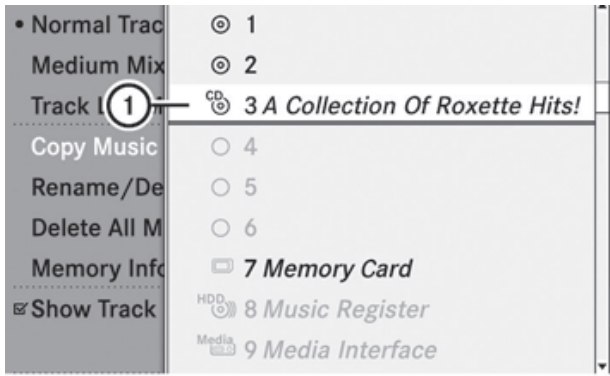 • Normal Trac
Medium Mix
Track L
Copy Music
Rename/De
Delete All M
Memory Info
Show Track
1
2
1
CD 3 A Collection Of Roxette Hits!
4
5
6
7 Memory Card
HDD 8 Music Register
Media 9 Media Interface